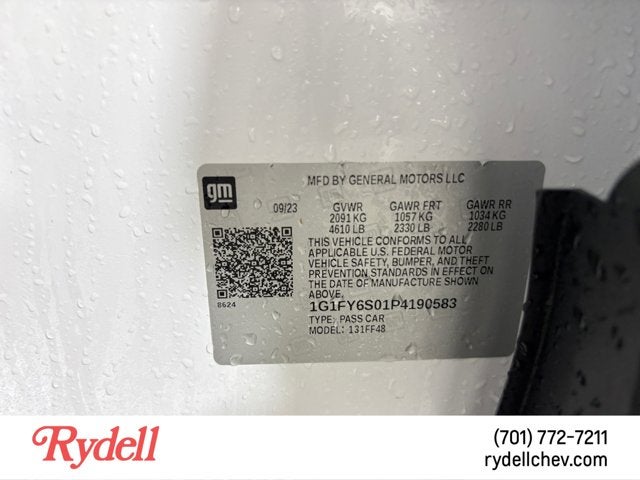 gm
MFD BY GENERAL MOTORS LLC
09/23 GVWR GAWR FRT GAWR RR
2091 KG 1057 KG 1034 KG
4610 LB 2330 LB 2280 LB
THIS VEHICLE CONFORMS TO ALL
APPLICABLE U.S. FEDERAL MOTOR
VEHICLE SAFETY, BUMPER, AND THEFT
PREVENTION STANDARDS IN EFFECT ON
THE DATE OF MANUFACTURE SHOWN
ABOVE.
8624
1G1FY6S01P4190583
TYPE: PASS CAR
MODEL: 131FF48
Rydell
(701) 772-7211
rydellchev.com